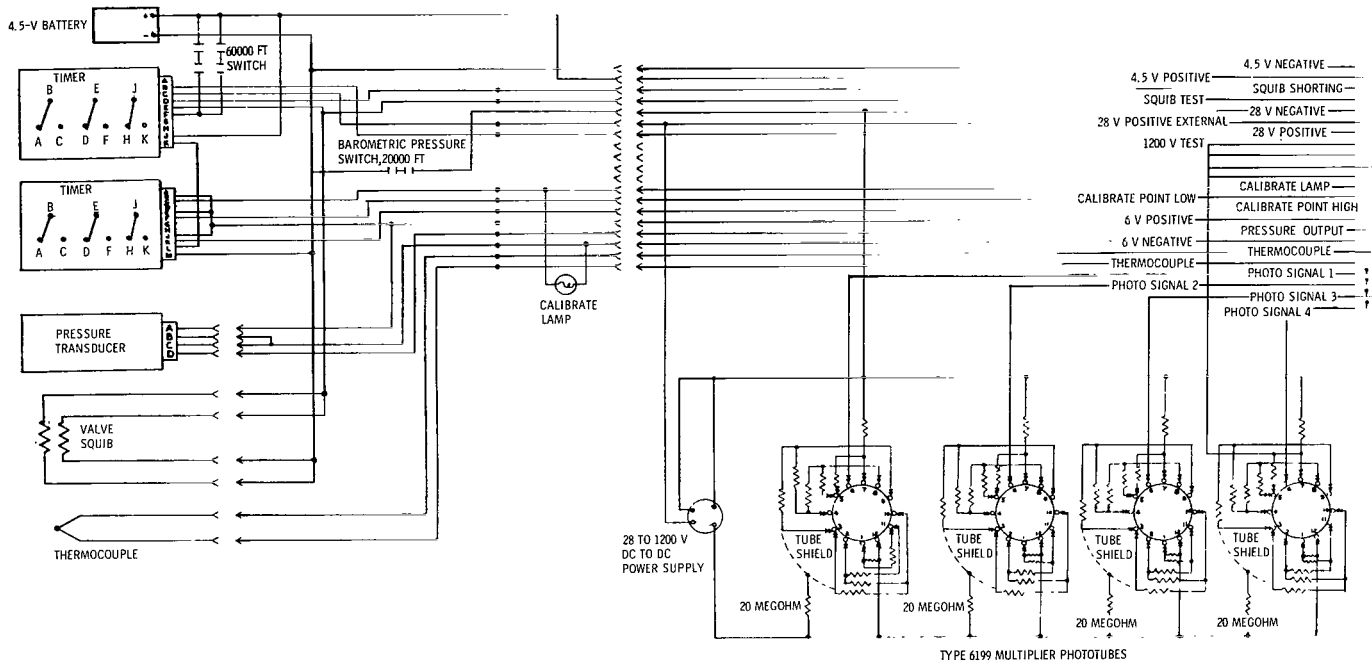 4.5-V BATTERY
+
-
60000 FT
SWITCH
TIMER
B E J
A C D F H K
BAROMETRIC PRESSURE
SWITCH, 20000 FT
TIMER
B E J
A C D F H K
CALIBRATE
LAMP
PRESSURE
TRANSDUCER
A
B
C
D
VALVE
SQUIB
THERMOCOUPLE
4.5 V NEGATIVE
4.5 V POSITIVE
SQUIB SHORTING
SQUIB TEST
28 V NEGATIVE
28 V POSITIVE EXTERNAL
28 V POSITIVE
1200 V TEST
CALIBRATE LAMP
CALIBRATE POINT LOW
CALIBRATE POINT HIGH
6 V POSITIVE
PRESSURE OUTPUT
6 V NEGATIVE
THERMOCOUPLE
THERMOCOUPLE
PHOTO SIGNAL 1
PHOTO SIGNAL 2
PHOTO SIGNAL 3
PHOTO SIGNAL 4
28 TO 1200 V
DC TO DC
POWER SUPPLY
TUBE
SHIELD
20 MEGOHM
TUBE
SHIELD
20 MEGOHM
TUBE
SHIELD
20 MEGOHM
TUBE
SHIELD
20 MEGOHM
TYPE 6199 MULTIPLIER PHOTOTUBES